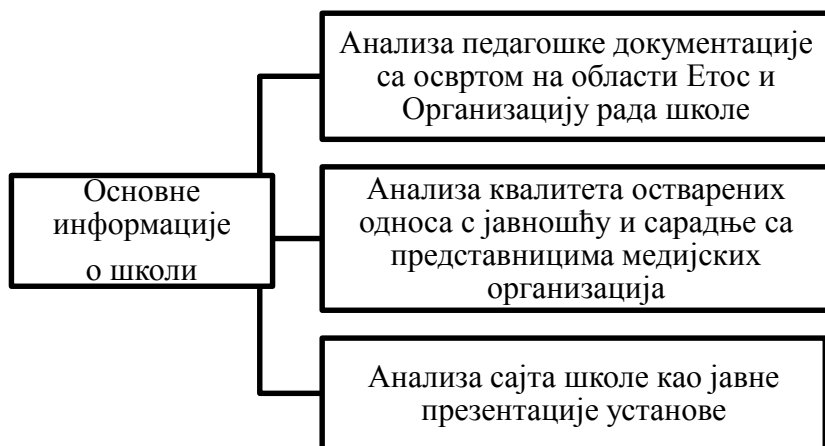 Основне
информације
о школи
Анализа педагошке документације
са освртом на области Етос и
Организацију рада школе
Анализа квалитета остварених
односа с јавношћу и сарадње са
представницима медијских
организација
Анализа сајта школе као јавне
презентације установе